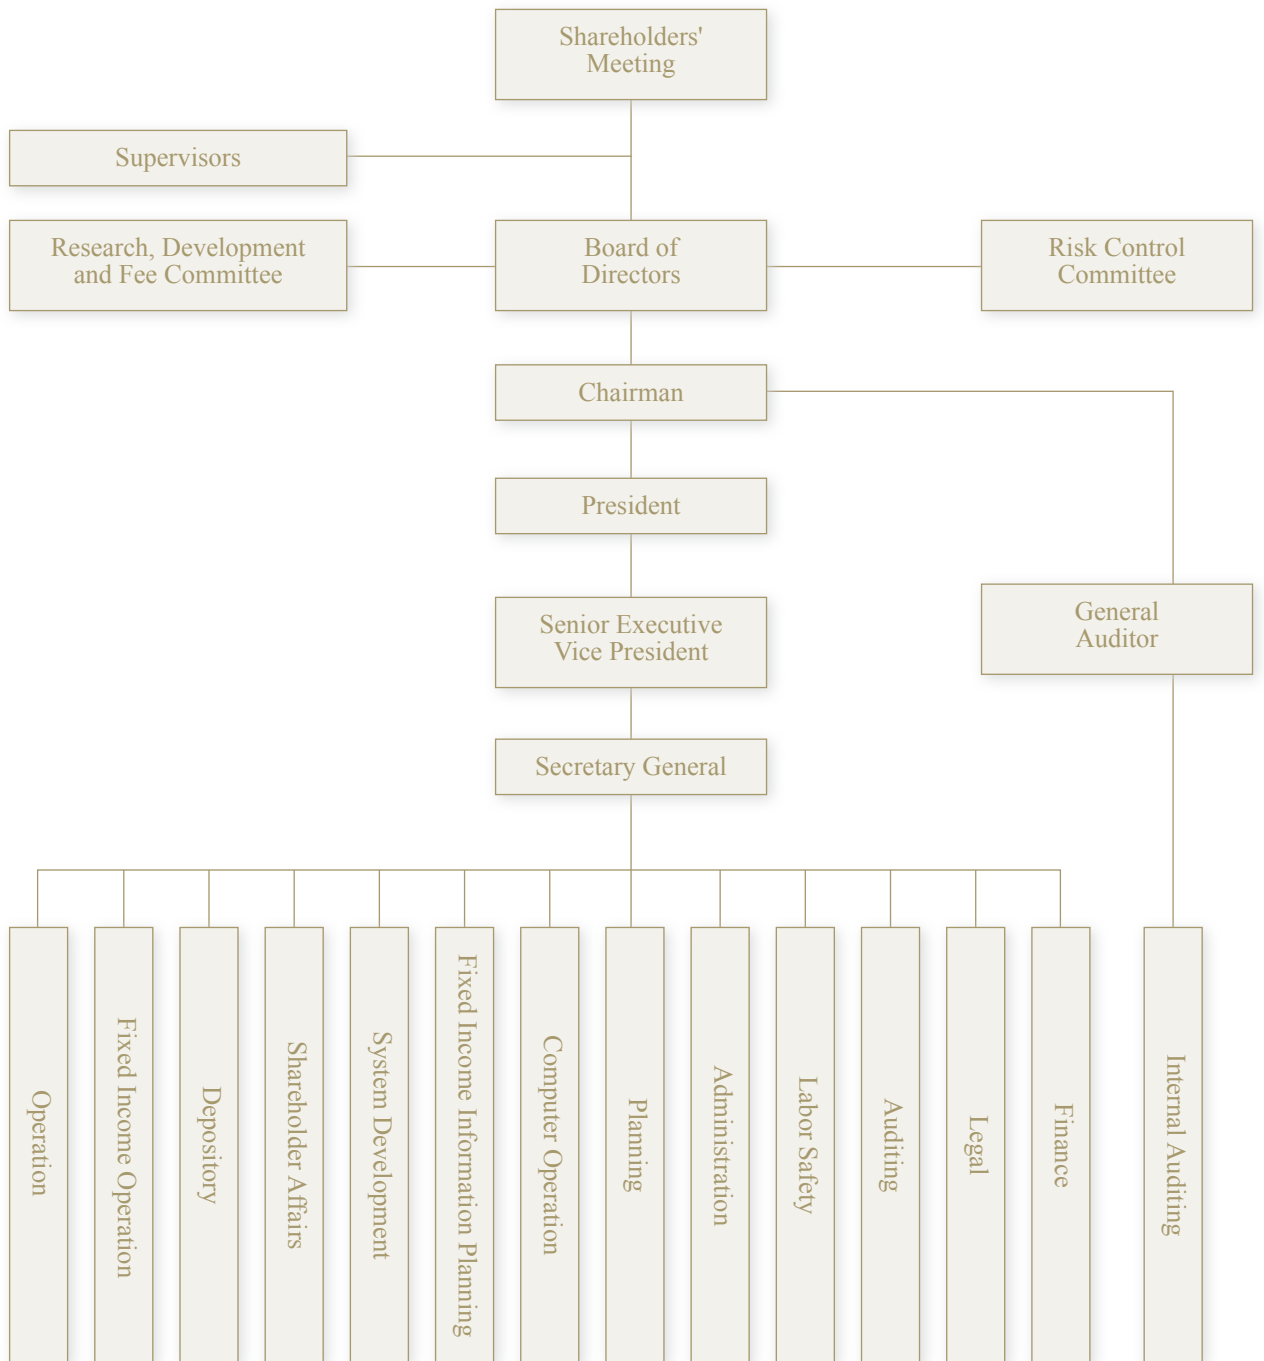 Shareholders'
Meeting
Supervisors
Research, Development
and Fee Committee
Board of
Directors
Risk Control
Committee
Chairman
President
Senior Executive
Vice President
General
Auditor
Secretary General
Operation
Fixed Income Operation
Depository
Shareholder Affairs
System Development
Fixed Income Information Planning
Computer Operation
Planning
Administration
Labor Safety
Auditing
Legal
Finance
Internal Auditing